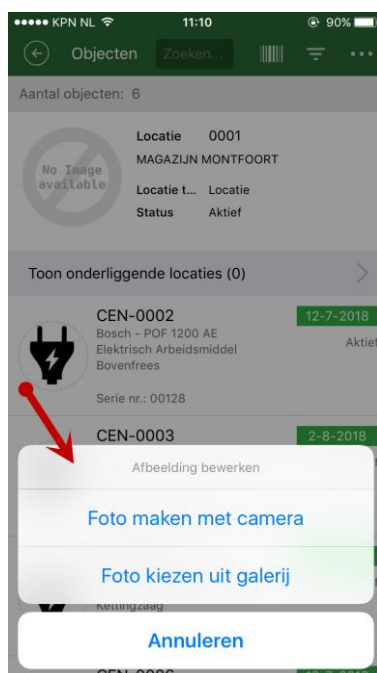 KPN NL 11:10 90%
Objecten Zoeken...
Aantal objecten: 6
No Image
available
Locatie 0001
MAGAZIJN MONTFOORT
Locatie t... Locatie
Status Aktief
Toon onderliggende locaties (0)
CEN-0002 12-7-2018
Bosch - POF 1200 AE Aktief
Elektrisch Arbeidsmiddel
Bovenfrees
Serie nr.: 00128
CEN-0003 2-8-2018
Afbeelding bewerken
Foto maken met camera
Foto kiezen uit galerij
Kettingzaag
Annuleren